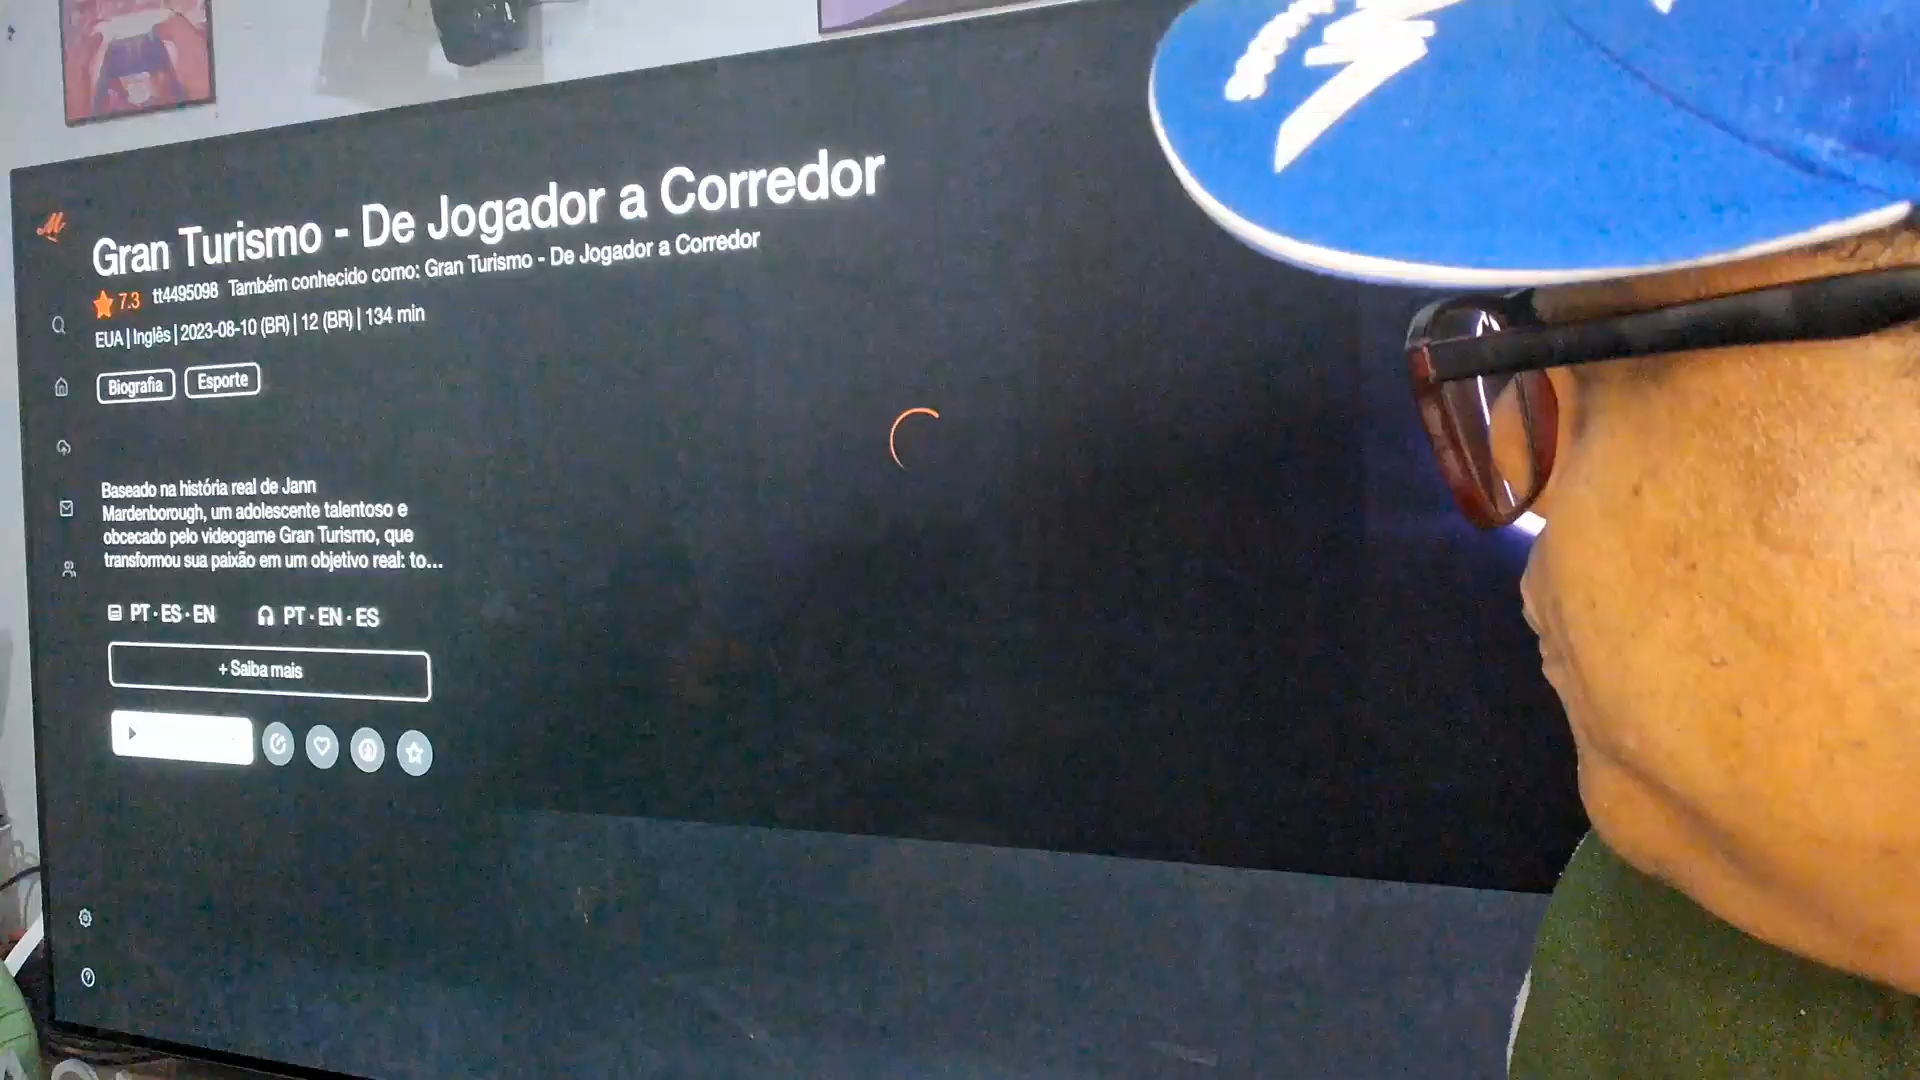 Gran Turismo - De Jogador a Corredor
7.3 tt4495098 Também conhecido como: Gran Turismo - De Jogador a Corredor
EUA | Inglês | 2023-08-10 (BR) | 12 (BR) | 134 min
Biografia Esporte
Baseado na história real de Jann
Mardenborough, um adolescente talentoso e
obcecado pelo videogame Gran Turismo, que
transformou sua paixão em um objetivo real: to...
PT · ES · EN PT · EN · ES
+ Saiba mais